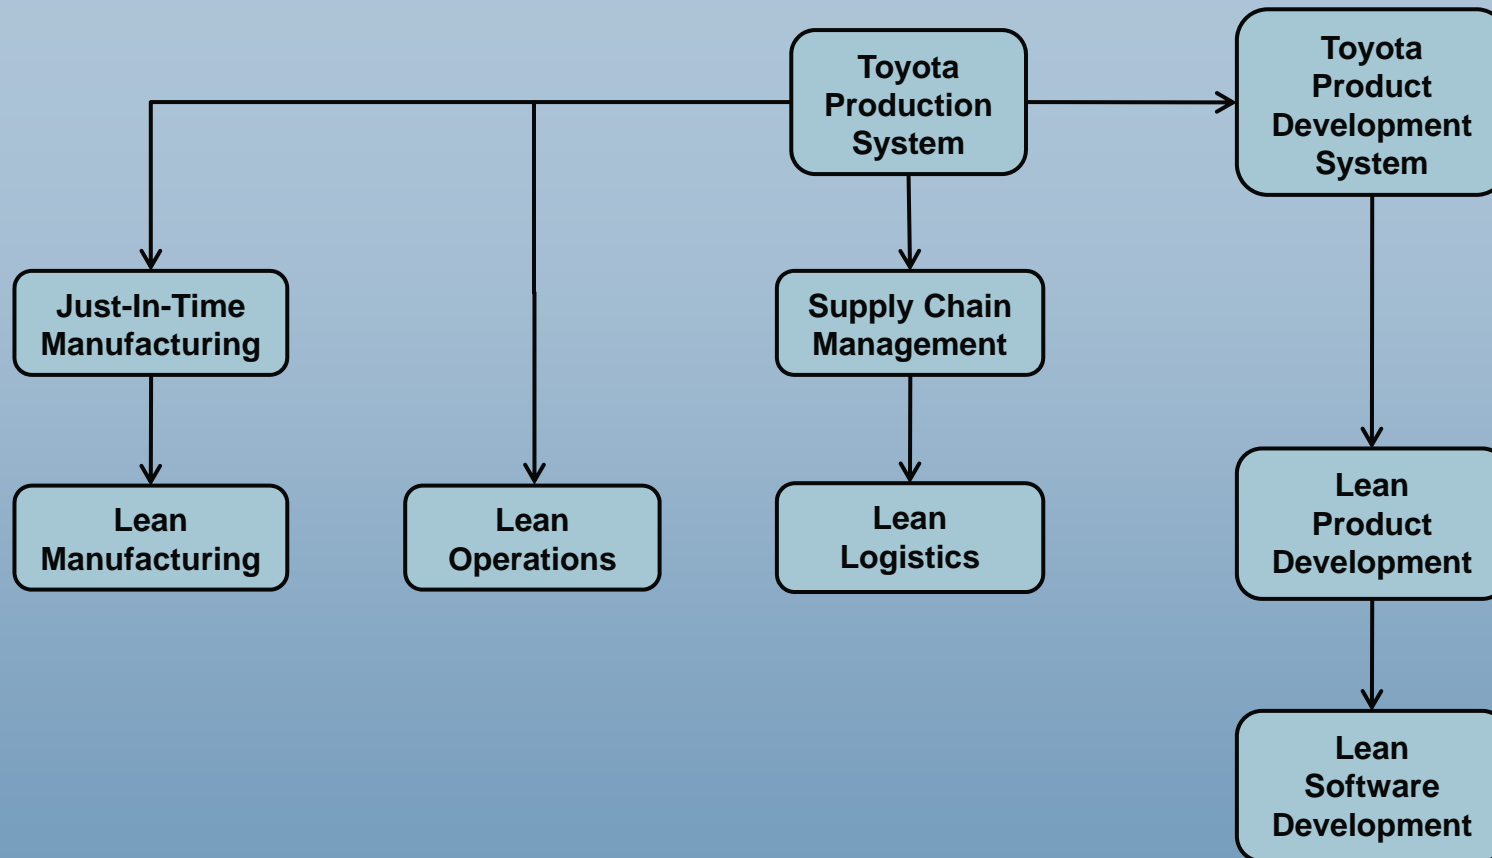 Toyota
Production
System
Toyota
Product
Development
System
Just-In-Time
Manufacturing
Supply Chain
Management
Lean
Manufacturing
Lean
Operations
Lean
Logistics
Lean
Product
Development
Lean
Software
Development